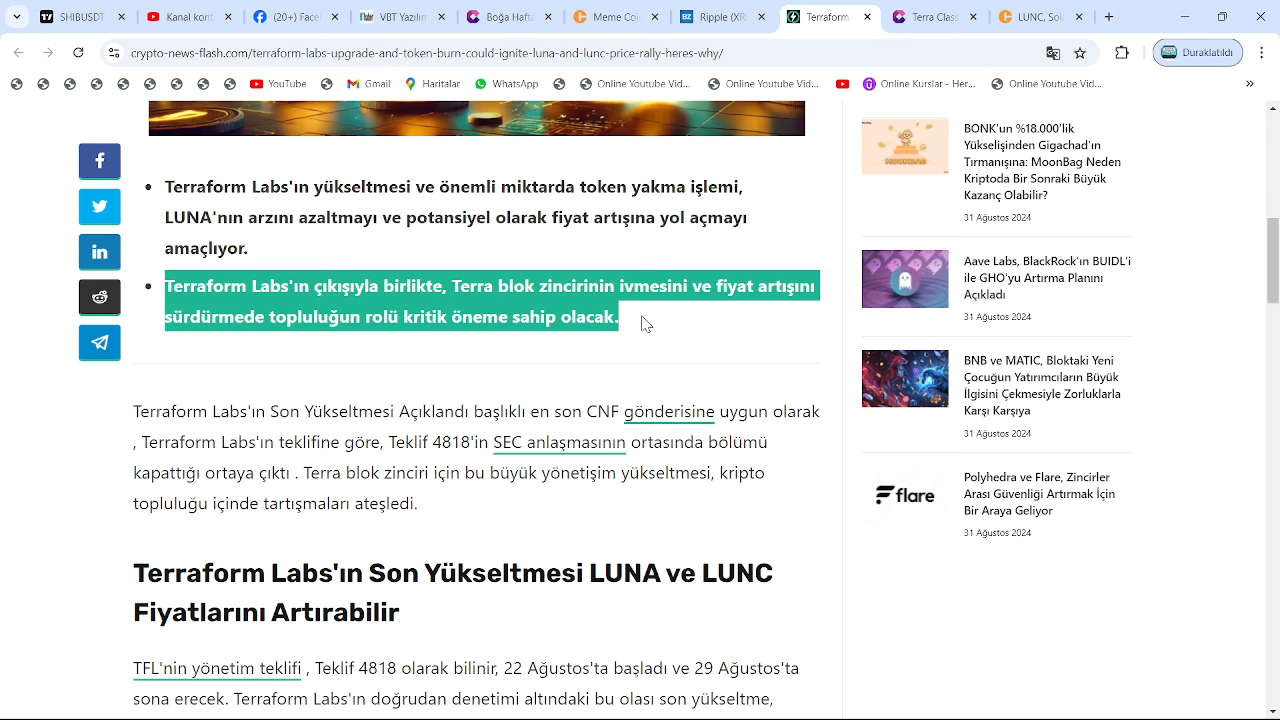 SHIBUSD
Kanal içeri
(20+) Faceb
VBT Yazılım
Boğa Hafta
Meme Co
Ripple (XR
Terraform
Terra Class
LUNC, Sola
crypto-news-flash.com/terraform-labs-upgrade-and-token-burn-could-ignite-luna-and-lunc-price-rally-heres-why/
Duraklatıldı
YouTube
Gmail
Haritalar
WhatsApp
Online Youtube Vid...
Online Youtube Vid...
Online Kurslar - Her...
Online Youtube Vid...
Terraform Labs'ın yükseltmesi ve önemli miktarda token yakma işlemi,
LUNA'nın arzını azaltmayı ve potansiyel olarak fiyat artışına yol açmayı
amaçlıyor.
Terraform Labs'ın çıkışıyla birlikte, Terra blok zincirinin ivmesini ve fiyat artışını
sürdürmede topluluğun rolü kritik öneme sahip olacak.
Terraform Labs'ın Son Yükseltmesi Açıklandı başlıklı en son CNF gönderisine uygun olarak
, Terraform Labs'ın teklifine göre, Teklif 4818'in SEC anlaşmasının ortasında bölümü
kapattığı ortaya çıktı . Terra blok zinciri için bu büyük yönetişim yükseltmesi, kripto
topluluğu içinde tartışmaları ateşledi.
Terraform Labs'ın Son Yükseltmesi LUNA ve LUNC
Fiyatlarını Artırabilir
TFL'nin yönetim teklifi , Teklif 4818 olarak bilinir, 22 Ağustos'ta başladı ve 29 Ağustos'ta
sona erecek. Terraform Labs'ın doğrudan denetimi altındaki bu olası son yükseltme,
MOONBAG
BONK'un %18.000'lik
Yükselişinden Gigachad'ın
Tırmanışına: MoonBag Neden
Kriptoda Bir Sonraki Büyük
Kazanç Olabilir?
31 Ağustos 2024
Aave Labs, BlackRock'ın BUIDL'i
ile GHO'yu Artırma Planını
Açıkladı
31 Ağustos 2024
BNB ve MATIC, Bloktaki Yeni
Çocuğun Yatırımcıların Büyük
İlgisini Çekmesiyle Zorluklarla
Karşı Karşıya
31 Ağustos 2024
flare
Polyhedra ve Flare, Zincirler
Arası Güvenliği Artırmak İçin
Bir Araya Geliyor
31 Ağustos 2024